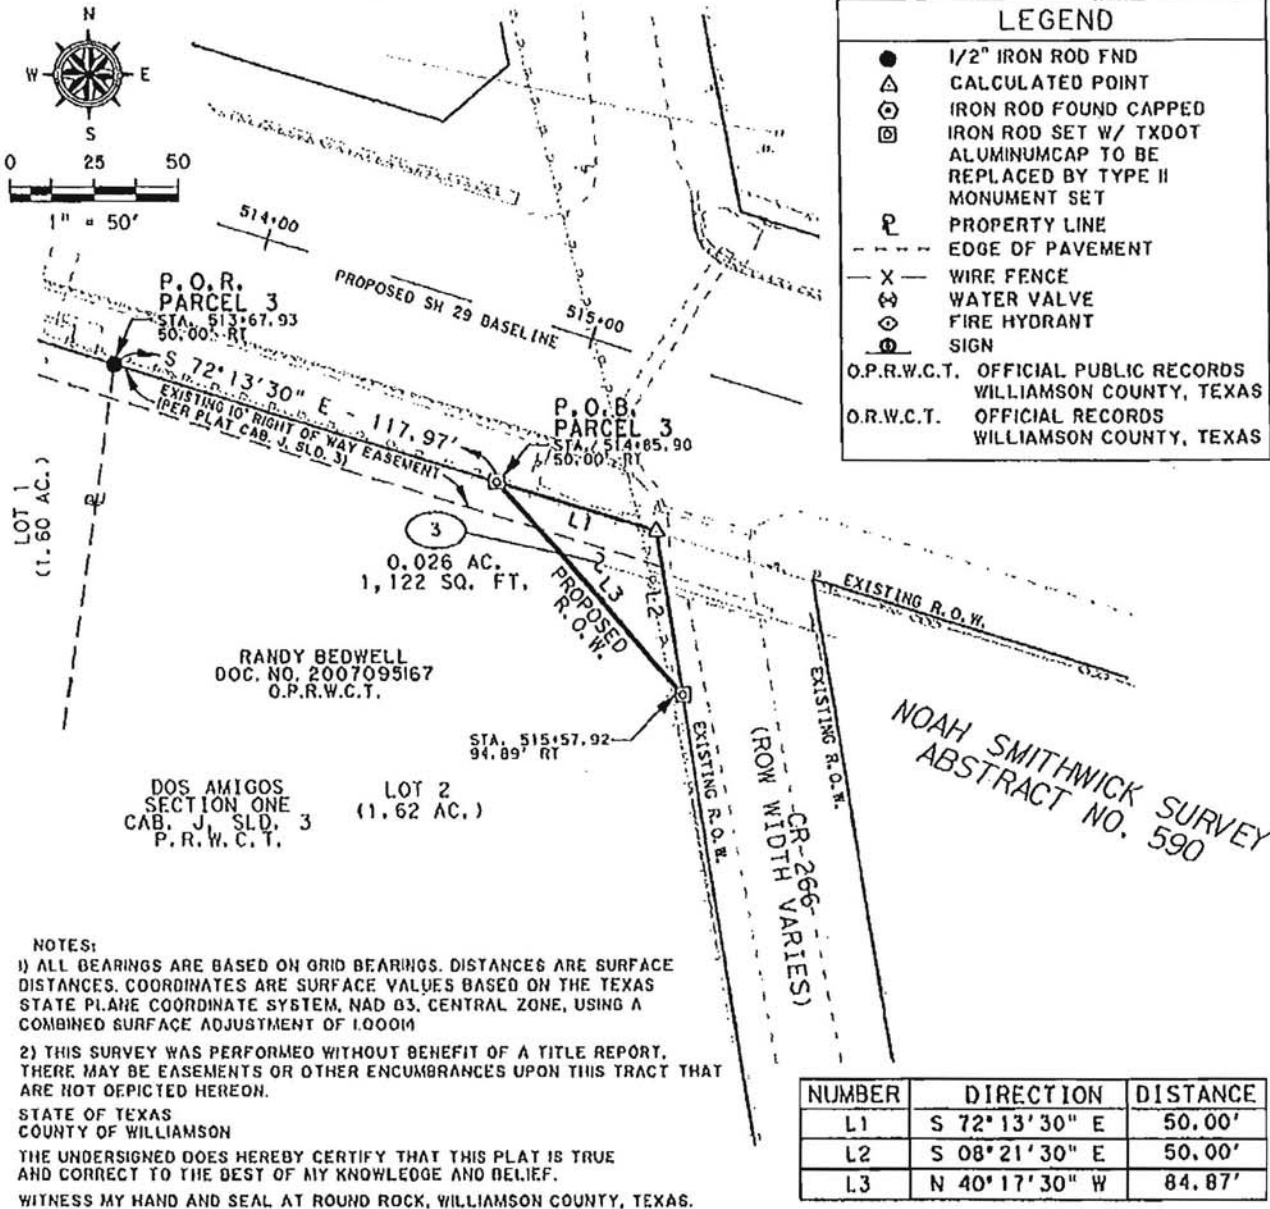 N
W E
S
0 25 50
1" = 50'
LEGEND
1/2" IRON ROD FND
CALCULATED POINT
IRON ROD FOUND CAPPED
IRON ROD SET W/ TXDOT
ALUMINUMCAP TO BE
REPLACED BY TYPE II
MONUMENT SET
PROPERTY LINE
EDGE OF PAVEMENT
X WIRE FENCE
WATER VALVE
FIRE HYDRANT
SIGN
O.P.R.W.C.T. OFFICIAL PUBLIC RECORDS
WILLIAMSON COUNTY, TEXAS
O.R.W.C.T. OFFICIAL RECORDS
WILLIAMSON COUNTY, TEXAS
514+00
PROPOSED SH 29 BASELINE
515+00
P.O.R.
PARCEL 3
STA. 513+67.93
50.00' RT
S 72°13'30" E - 117.97'
EXISTING 10' RIGHT OF WAY EASEMENT
(PER PLAT CAB. J, SLD. 3)
P.O.B.
PARCEL 3
STA. 514+85.90
50.00' RT
LOT 1
(1.60 AC.)
3
0.026 AC.
1,122 SQ. FT.
L1
L2
L3
PROPOSED
R.O.W.
EXISTING R.O.W.
RANDY BEDWELL
DOC. NO. 2007095167
O.P.R.W.C.T.
STA. 515+57.92
94.89' RT
EXISTING R.O.W.
EXISTING R.O.W.
CR-266
(ROW WIDTH VARIES)
NOAH SMITHWICK SURVEY
ABSTRACT NO. 590
DOS AMIGOS
SECTION ONE
CAB. J, SLD. 3
P.R.W.C.T.
LOT 2
(1.62 AC.)
NOTES:
1) ALL BEARINGS ARE BASED ON GRID BEARINGS. DISTANCES ARE SURFACE
DISTANCES. COORDINATES ARE SURFACE VALUES BASED ON THE TEXAS
STATE PLANE COORDINATE SYSTEM, NAD 83, CENTRAL ZONE, USING A
COMBINED SURFACE ADJUSTMENT OF 1.00014
2) THIS SURVEY WAS PERFORMED WITHOUT BENEFIT OF A TITLE REPORT.
THERE MAY BE EASEMENTS OR OTHER ENCUMBRANCES UPON THIS TRACT THAT
ARE NOT DEPICTED HEREON.
STATE OF TEXAS
COUNTY OF WILLIAMSON
THE UNDERSIGNED DOES HEREBY CERTIFY THAT THIS PLAT IS TRUE
AND CORRECT TO THE BEST OF MY KNOWLEDGE AND BELIEF.
WITNESS MY HAND AND SEAL AT ROUND ROCK, WILLIAMSON COUNTY, TEXAS.
NUMBER DIRECTION DISTANCE
L1 S 72°13'30" E 50.00'
L2 S 08°21'30" E 50.00'
L3 N 40°17'30" W 84.87'